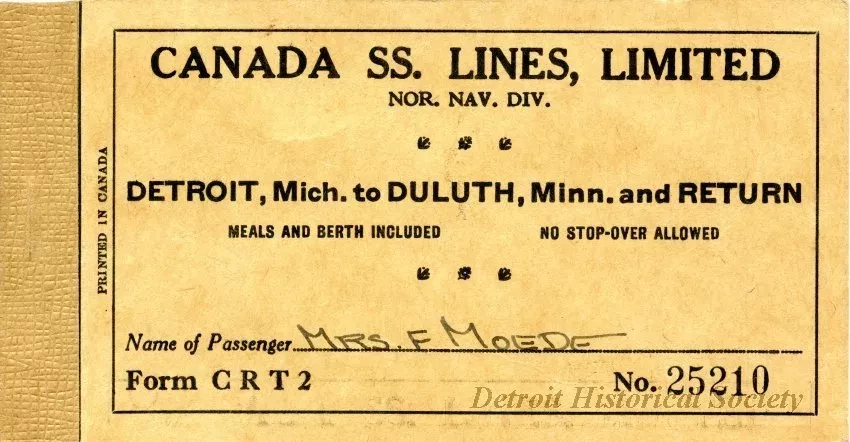 CANADA SS. LINES, LIMITED
NOR. NAV. DIV.
DETROIT, Mich. to DULUTH, Minn. and RETURN
MEALS AND BERTH INCLUDED NO STOP-OVER ALLOWED
PRINTED IN CANADA
Name of Passenger MRS. F MOEDE
Form C R T 2 No. 25210
Detroit Historical Society